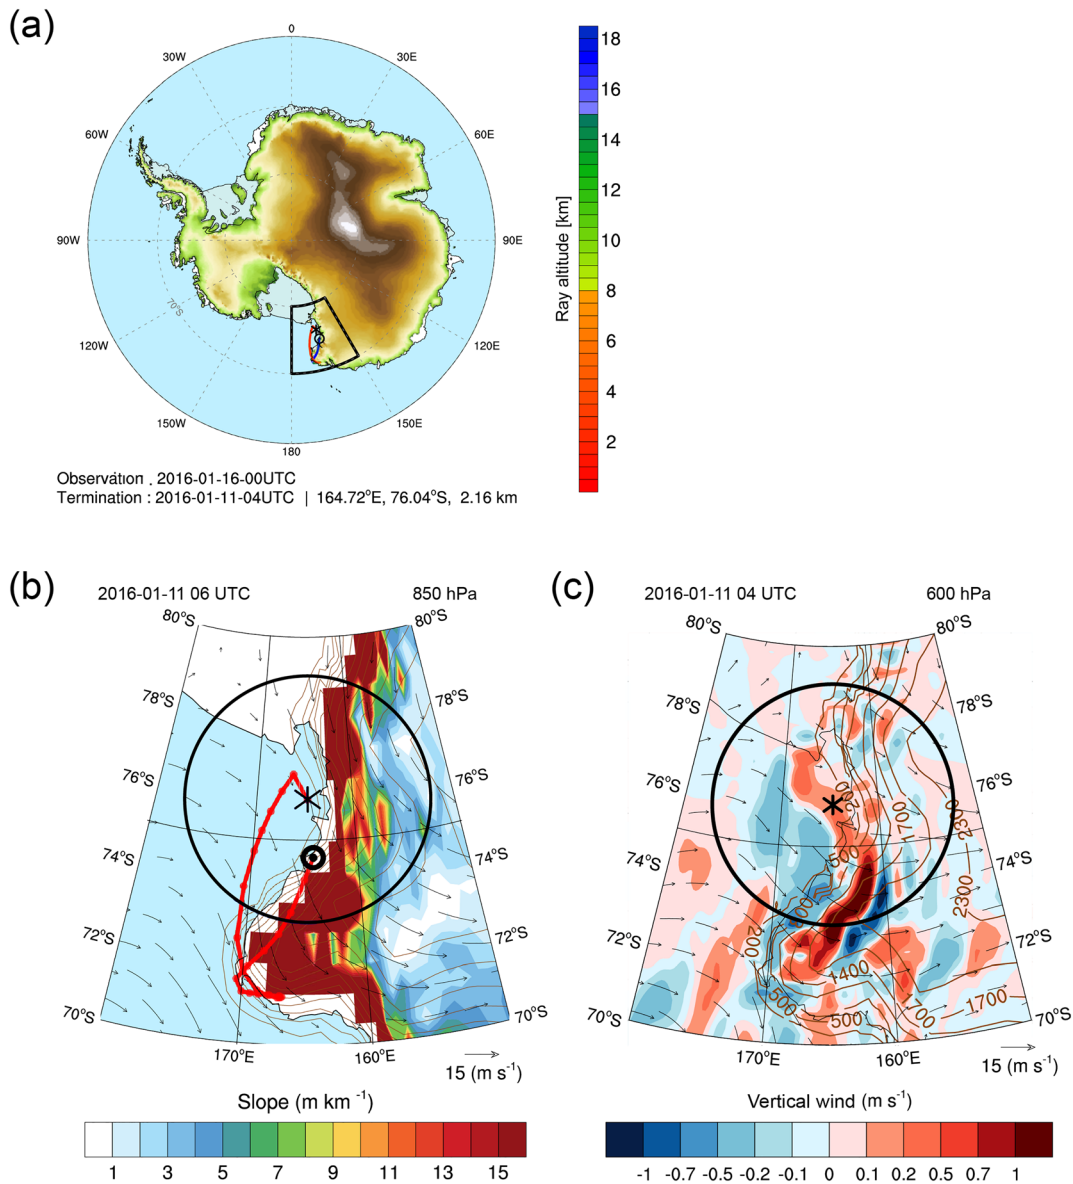 (a)
0
30W
30E
60W
60E
90W
90E
70°S
120W
120E
150W
150E
180
Observation . 2016-01-16-00UTC
Termination : 2016-01-11-04UTC | 164.72°E, 76.04°S, 2.16 km
18
16
14
12
10
8
6
4
2
Ray altitude [km]
(b)
2016-01-11 06 UTC
850 hPa
80°S
80°S
78°S
78°S
76°S
76°S
74°S
74°S
72°S
72°S
70°S
70°S
170°E
160°E
15 (m s⁻¹)
Slope (m km ⁻¹)
1 3 5 7 9 11 13 15
(c)
2016-01-11 04 UTC
600 hPa
80°S
80°S
78°S
78°S
76°S
76°S
74°S
74°S
72°S
72°S
70°S
70°S
200
1700
2300
500
2300
200
200
1400
500
500
1700
1700
170°E
160°E
15 (m s⁻¹)
Vertical wind (m s⁻¹)
-1 -0.7 -0.5 -0.2 -0.1 0 0.1 0.2 0.5 0.7 1